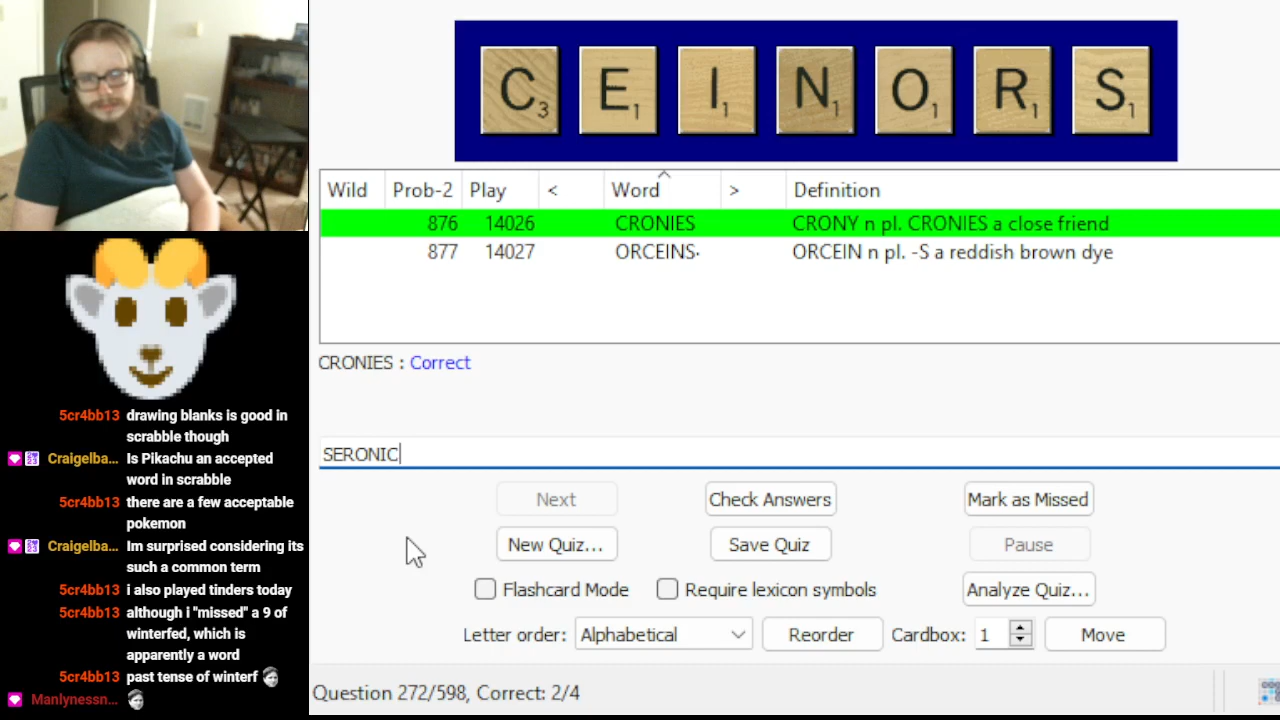 C3 E1 I1 N1 O1 R1 S1
Wild Prob-2 Play < Word > Definition
876 14026 CRONIES CRONY n pl. CRONIES a close friend
877 14027 ORCEINS· ORCEIN n pl. -S a reddish brown dye
CRONIES : Correct
SERONIC
Next Check Answers Mark as Missed
New Quiz... Save Quiz Pause
Flashcard Mode Require lexicon symbols Analyze Quiz...
Letter order: Alphabetical Reorder Cardbox: 1 Move
Question 272/598, Correct: 2/4
5cr4bb13 drawing blanks is good in
scrabble though
Craigelba... Is Pikachu an accepted
word in scrabble
5cr4bb13 there are a few acceptable
pokemon
Craigelba... Im surprised considering its
such a common term
5cr4bb13 i also played tinders today
5cr4bb13 although i "missed" a 9 of
winterfed, which is
apparently a word
5cr4bb13 past tense of winterf
Manlynessn...